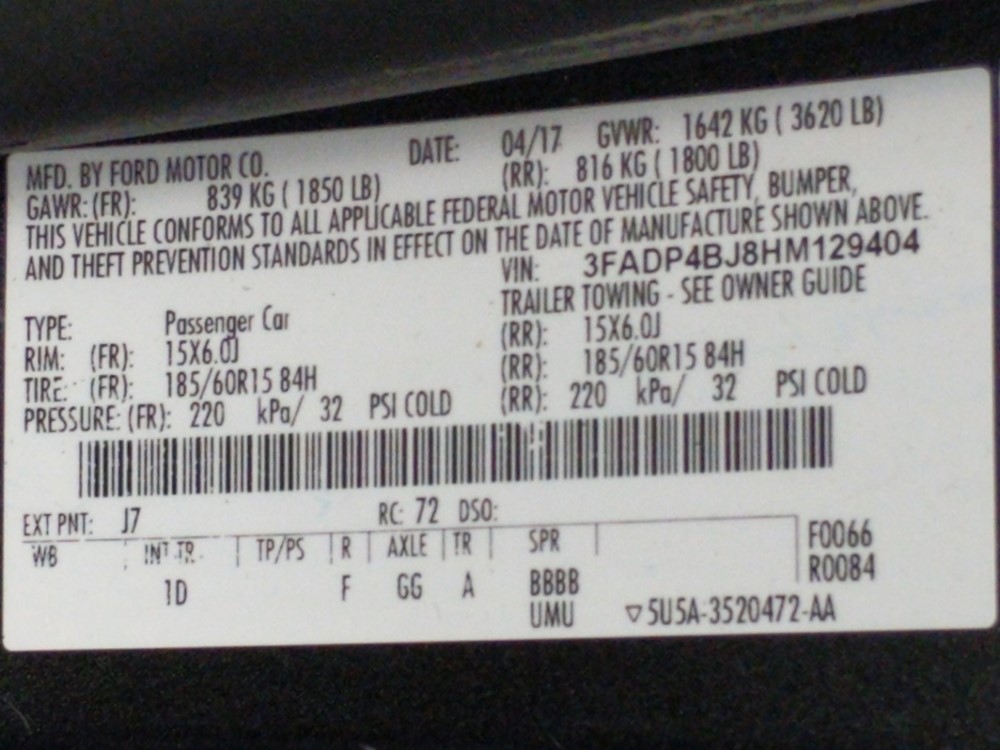 MFD. BY FORD MOTOR CO. DATE: 04/17 GVWR: 1642 KG ( 3620 LB)
GAWR: (FR): 839 KG ( 1850 LB) (RR): 816 KG ( 1800 LB)
THIS VEHICLE CONFORMS TO ALL APPLICABLE FEDERAL MOTOR VEHICLE SAFETY, BUMPER,
AND THEFT PREVENTION STANDARDS IN EFFECT ON THE DATE OF MANUFACTURE SHOWN ABOVE.
VIN: 3FADP4BJ8HM129404
TRAILER TOWING - SEE OWNER GUIDE
TYPE: Passenger Car
RIM: (FR): 15X6.0J (RR): 15X6.0J
TIRE: (FR): 185/60R15 84H (RR): 185/60R15 84H
PRESSURE: (FR): 220 kPa/ 32 PSI COLD (RR): 220 kPa/ 32 PSI COLD
EXT PNT: J7 RC: 72 DSO:
WB INT TR TP/PS R AXLE TR SPR F0066
R0084
1D F GG A BBBB
UMU ▽5U5A-3520472-AA